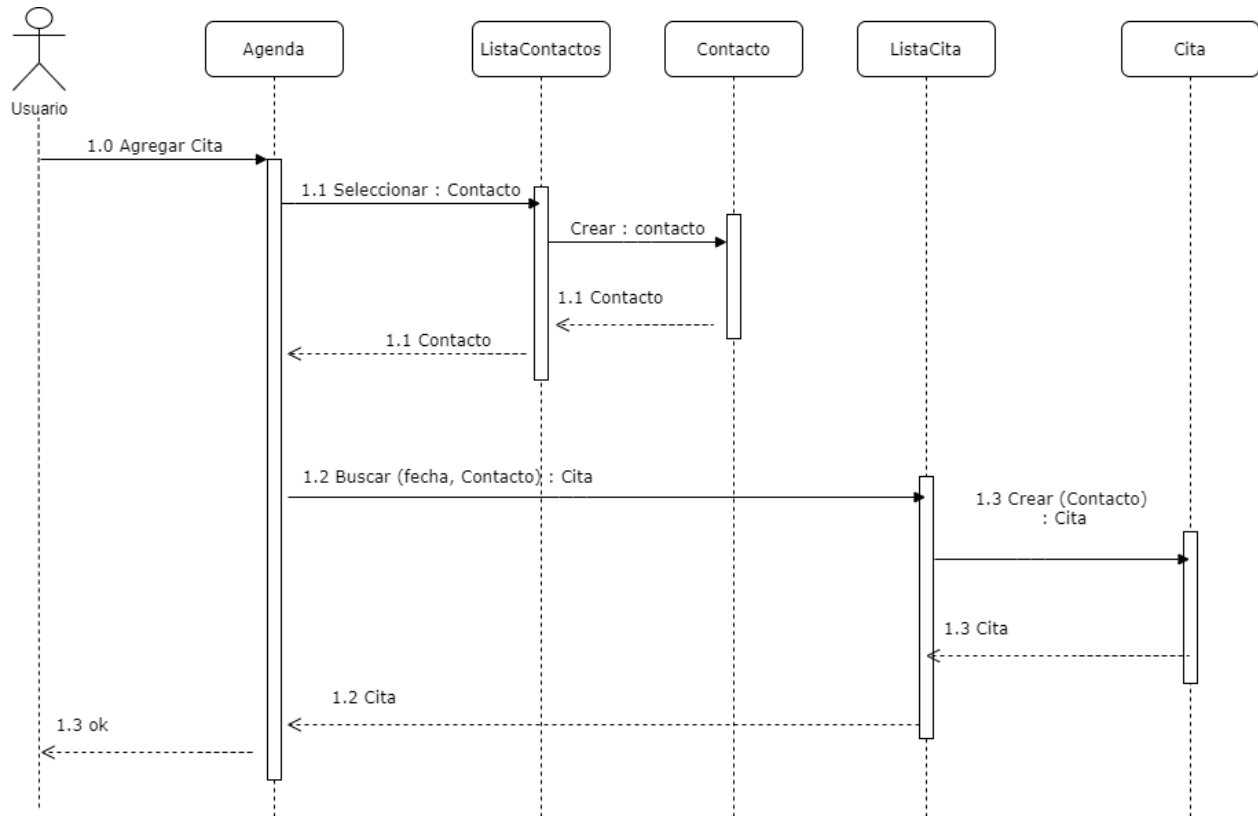 Agenda
ListaContactos
Contacto
ListaCita
Cita
Usuario
1.0 Agregar Cita
1.1 Seleccionar : Contacto
Crear : contacto
1.1 Contacto
1.1 Contacto
1.2 Buscar (fecha, Contacto) : Cita
1.3 Crear (Contacto)
: Cita
1.3 Cita
1.2 Cita
1.3 ok